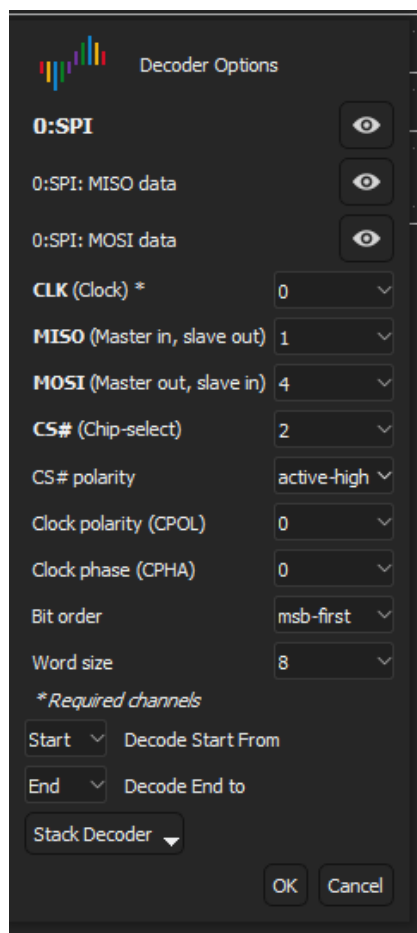 Decoder Options
0:SPI
0:SPI: MISO data
0:SPI: MOSI data
CLK (Clock) * 0
MISO (Master in, slave out) 1
MOSI (Master out, slave in) 4
CS# (Chip-select) 2
CS# polarity active-high
Clock polarity (CPOL) 0
Clock phase (CPHA) 0
Bit order msb-first
Word size 8
*Required channels
Start Decode Start From
End Decode End to
Stack Decoder
OK Cancel